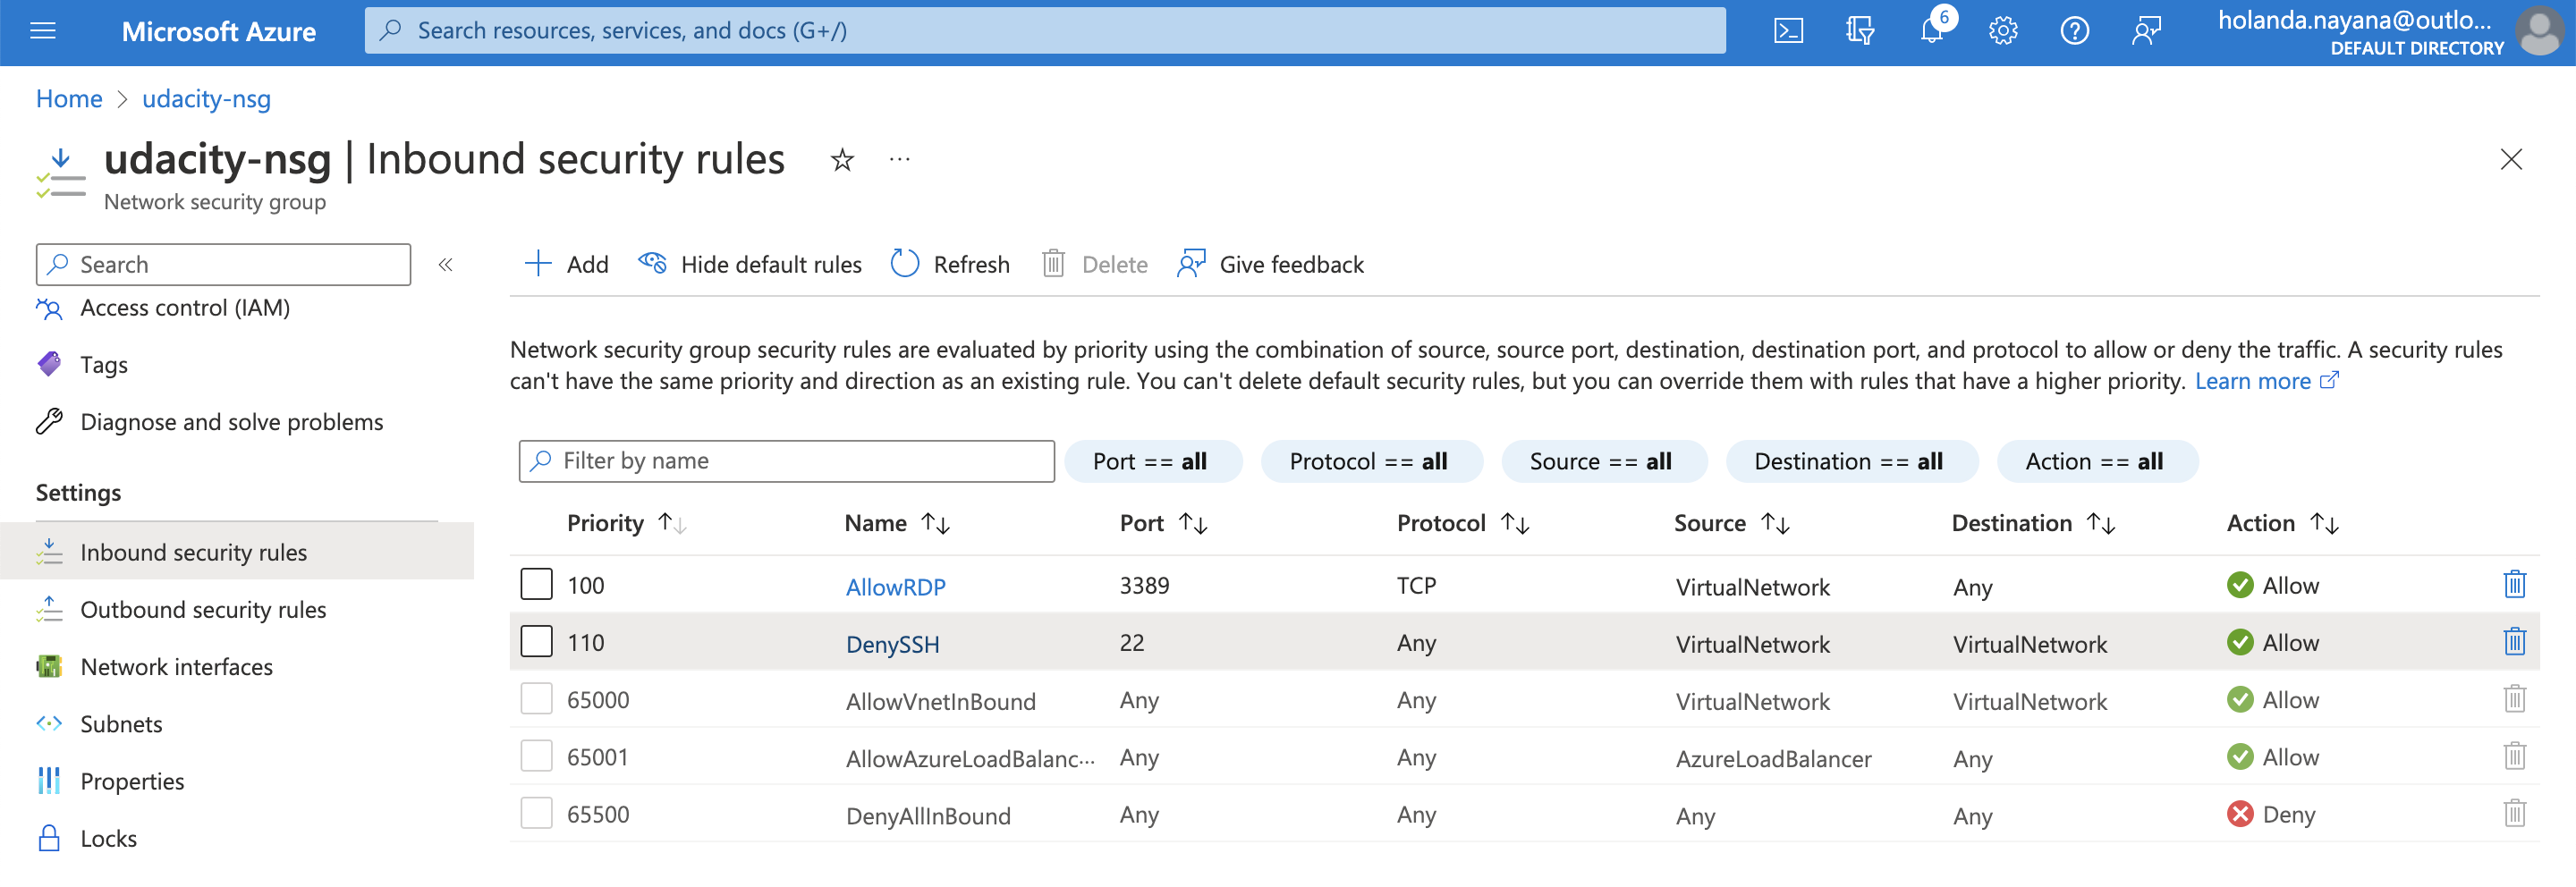 Microsoft Azure
Search resources, services, and docs (G+/)
6
holanda.nayana@outlo...
DEFAULT DIRECTORY
Home > udacity-nsg
udacity-nsg | Inbound security rules
Network security group
Search
Access control (IAM)
Tags
Diagnose and solve problems
Settings
Inbound security rules
Outbound security rules
Network interfaces
Subnets
Properties
Locks
Add Hide default rules Refresh Delete Give feedback
Network security group security rules are evaluated by priority using the combination of source, source port, destination, destination port, and protocol to allow or deny the traffic. A security rules
can't have the same priority and direction as an existing rule. You can't delete default security rules, but you can override them with rules that have a higher priority. Learn more
Filter by name Port == all Protocol == all Source == all Destination == all Action == all
Priority Name Port Protocol Source Destination Action
100 AllowRDP 3389 TCP VirtualNetwork Any Allow
110 DenySSH 22 Any VirtualNetwork VirtualNetwork Allow
65000 AllowVnetInBound Any Any VirtualNetwork VirtualNetwork Allow
65001 AllowAzureLoadBalanc... Any Any AzureLoadBalancer Any Allow
65500 DenyAllInBound Any Any Any Any Deny